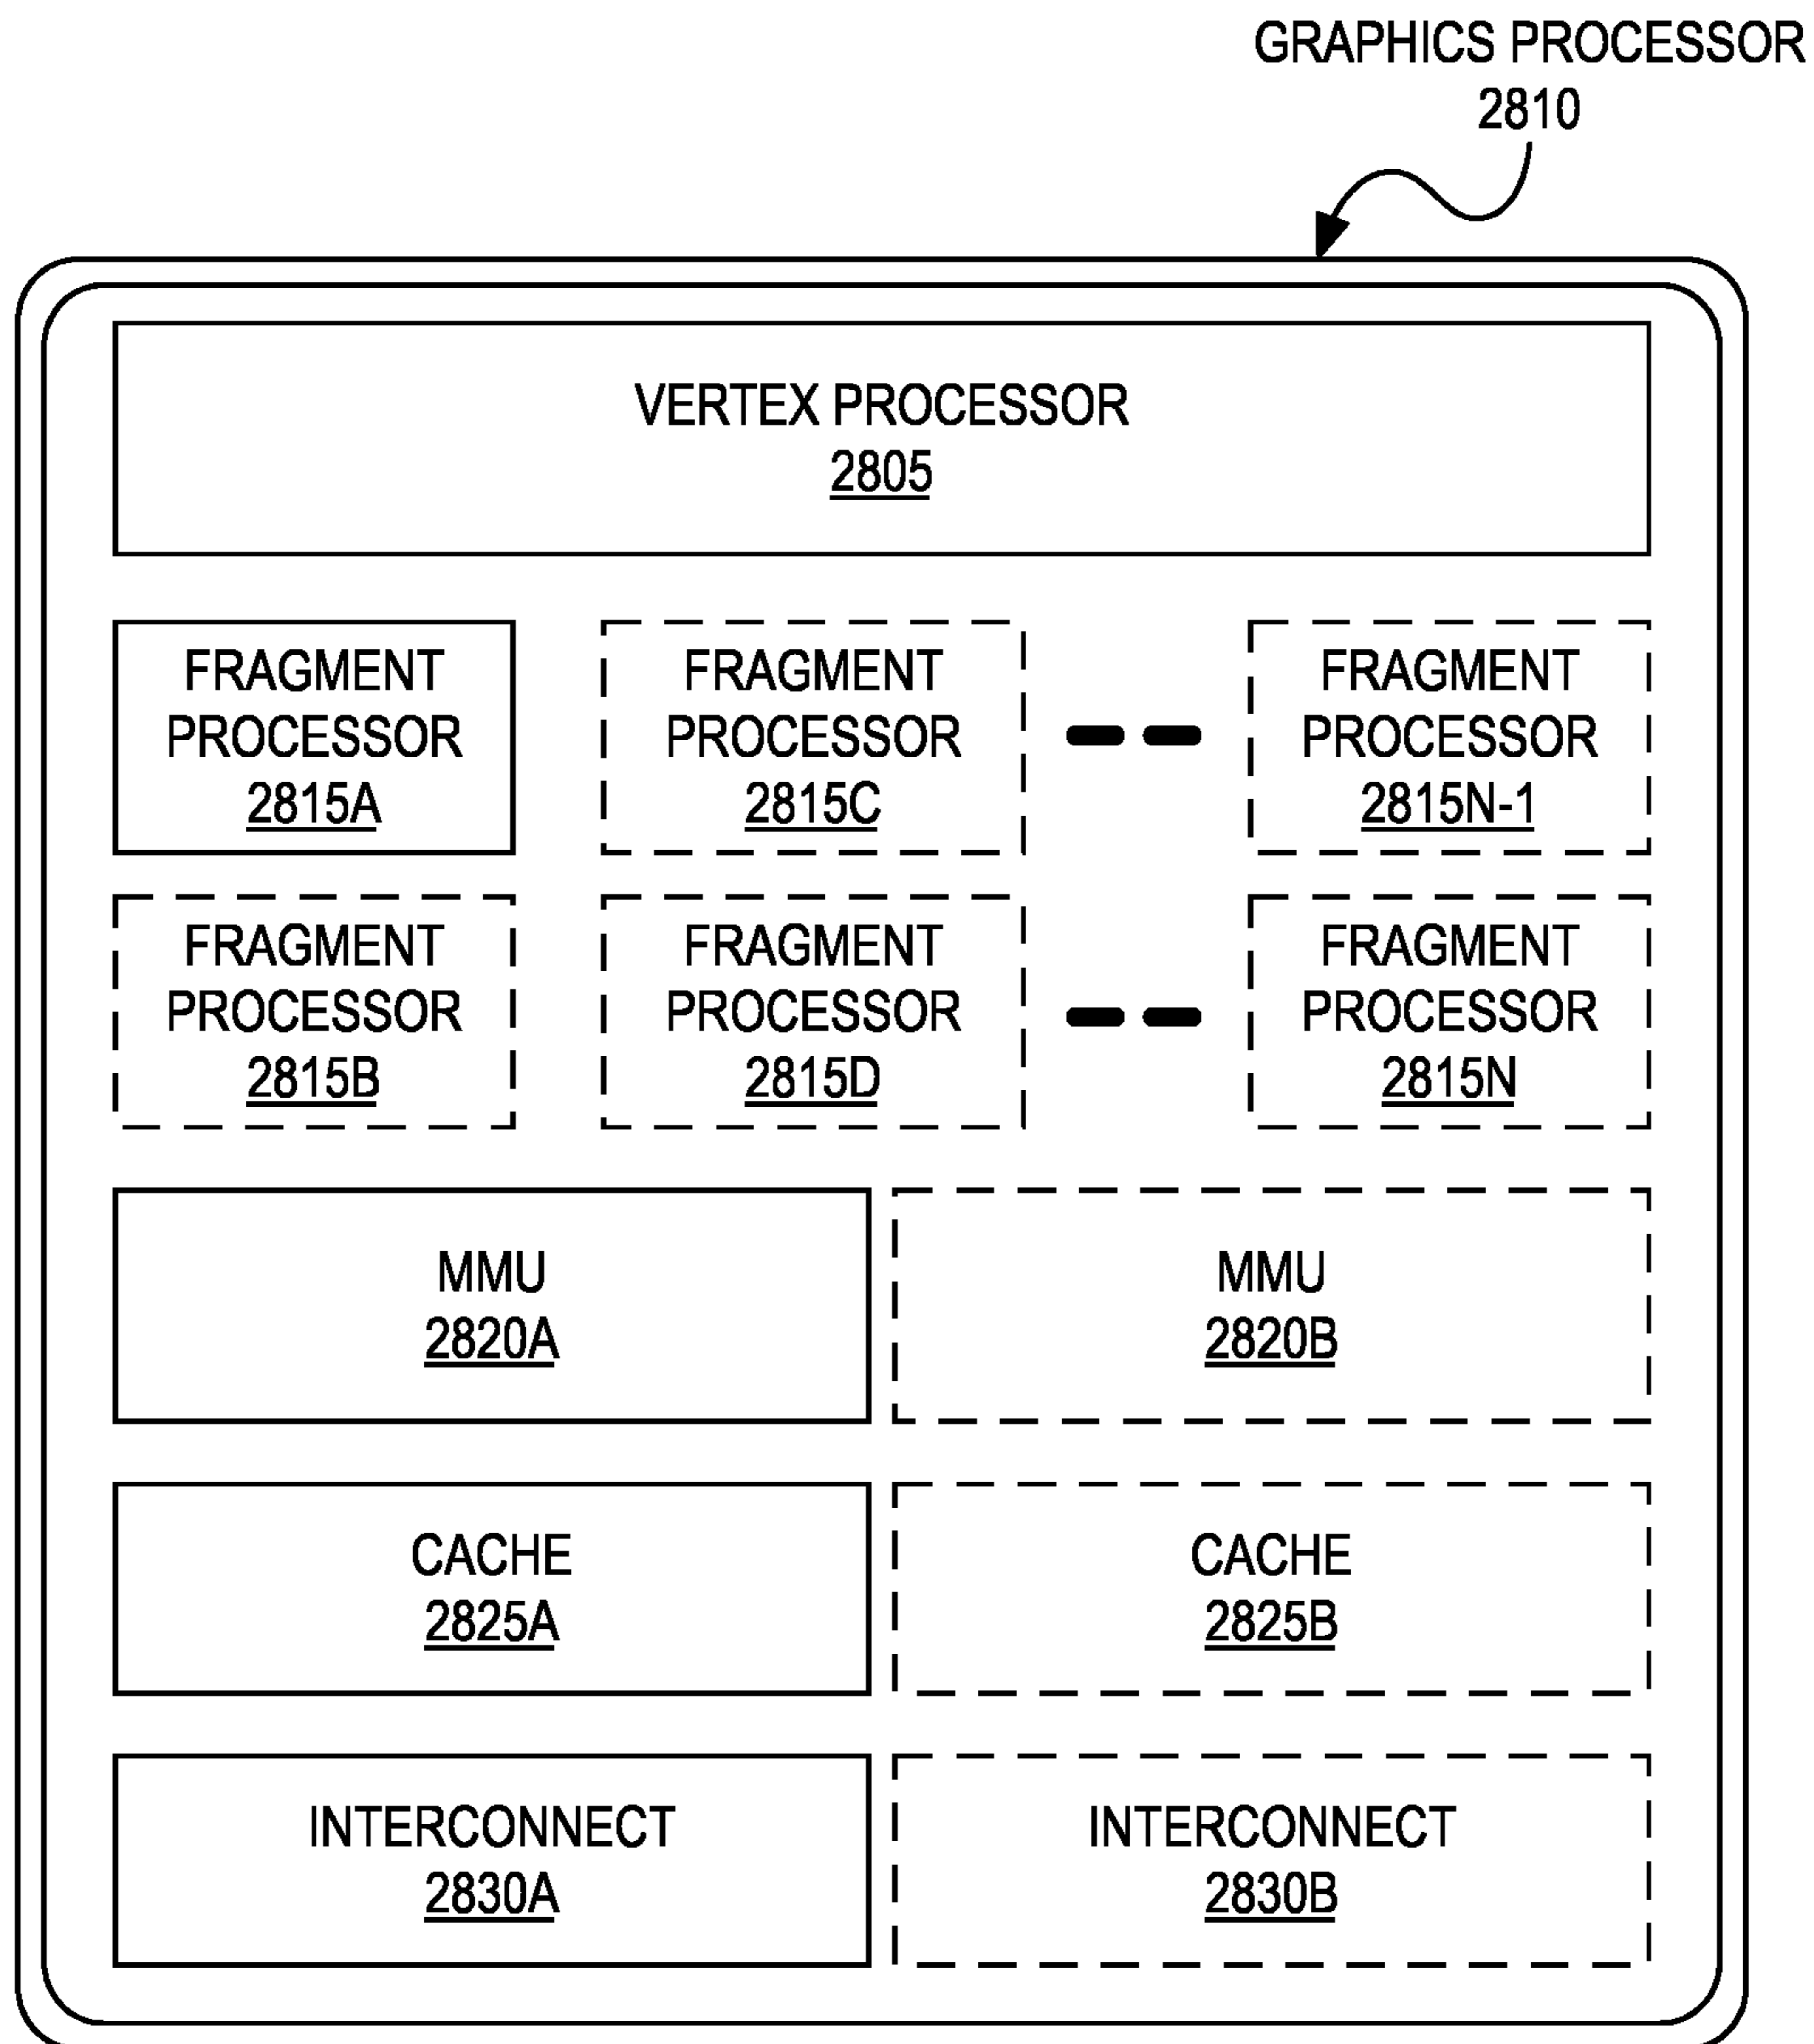 GRAPHICS PROCESSOR
2810
VERTEX PROCESSOR
2805
FRAGMENT
PROCESSOR
2815A
FRAGMENT
PROCESSOR
2815C
FRAGMENT
PROCESSOR
2815N-1
FRAGMENT
PROCESSOR
2815B
FRAGMENT
PROCESSOR
2815D
FRAGMENT
PROCESSOR
2815N
MMU
2820A
MMU
2820B
CACHE
2825A
CACHE
2825B
INTERCONNECT
2830A
INTERCONNECT
2830B